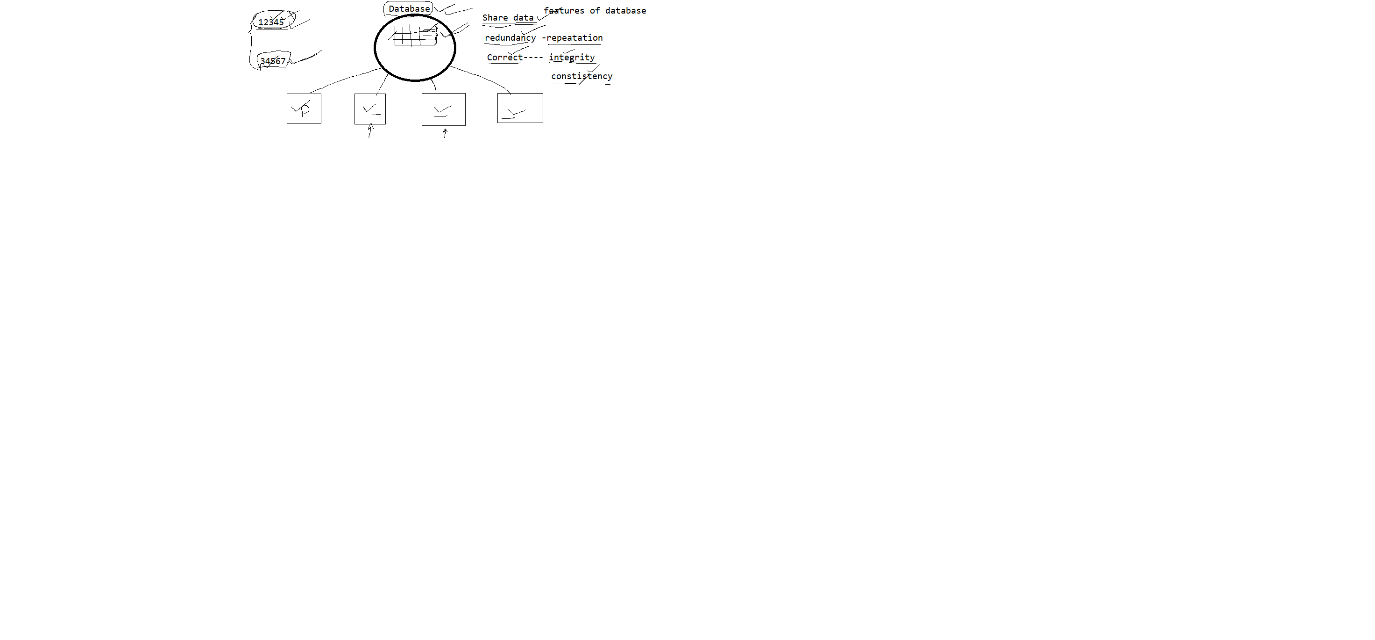 Database
features of database
Share data
12345
redundancy -repeatation
Correct---- integrity
34567
constistency